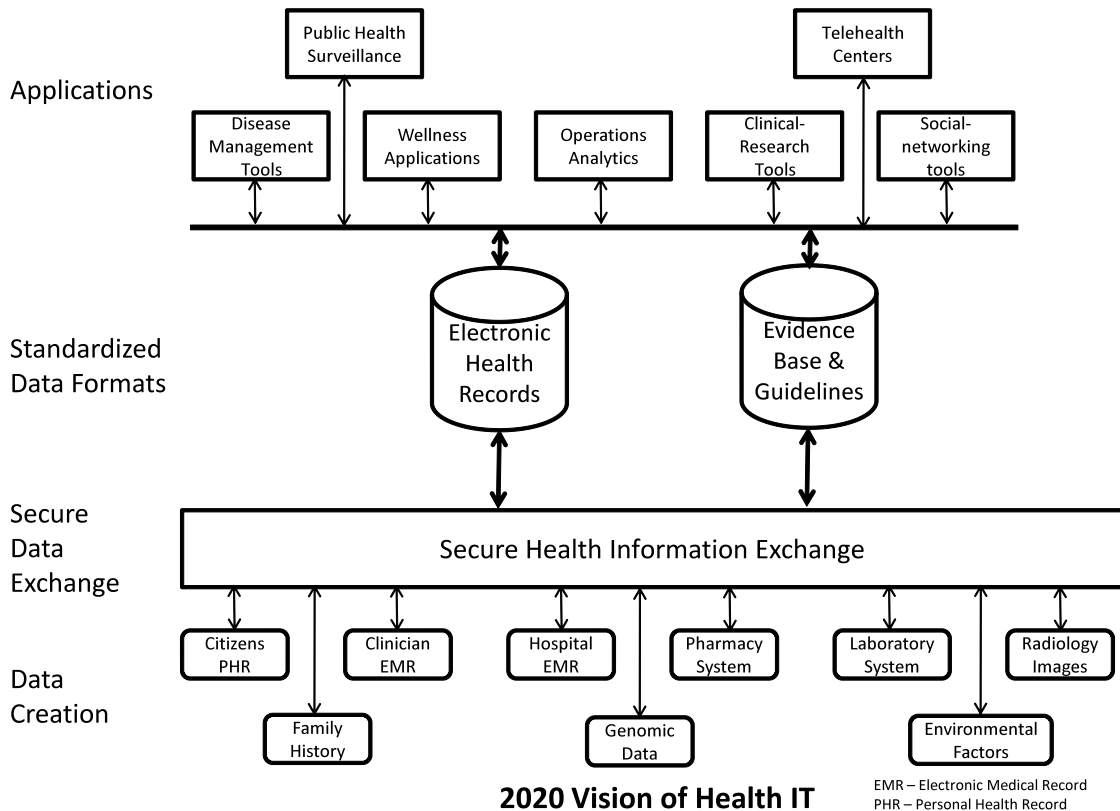 Public Health
Surveillance
Telehealth
Centers
Applications
Disease
Management
Tools
Wellness
Applications
Operations
Analytics
Clinical-
Research
Tools
Social-
networking
tools
Standardized
Data Formats
Electronic
Health
Records
Evidence
Base &
Guidelines
Secure
Data
Exchange
Secure Health Information Exchange
Citizens
PHR
Clinician
EMR
Hospital
EMR
Pharmacy
System
Laboratory
System
Radiology
Images
Data
Creation
Family
History
Genomic
Data
Environmental
Factors
2020 Vision of Health IT
EMR – Electronic Medical Record
PHR – Personal Health Record